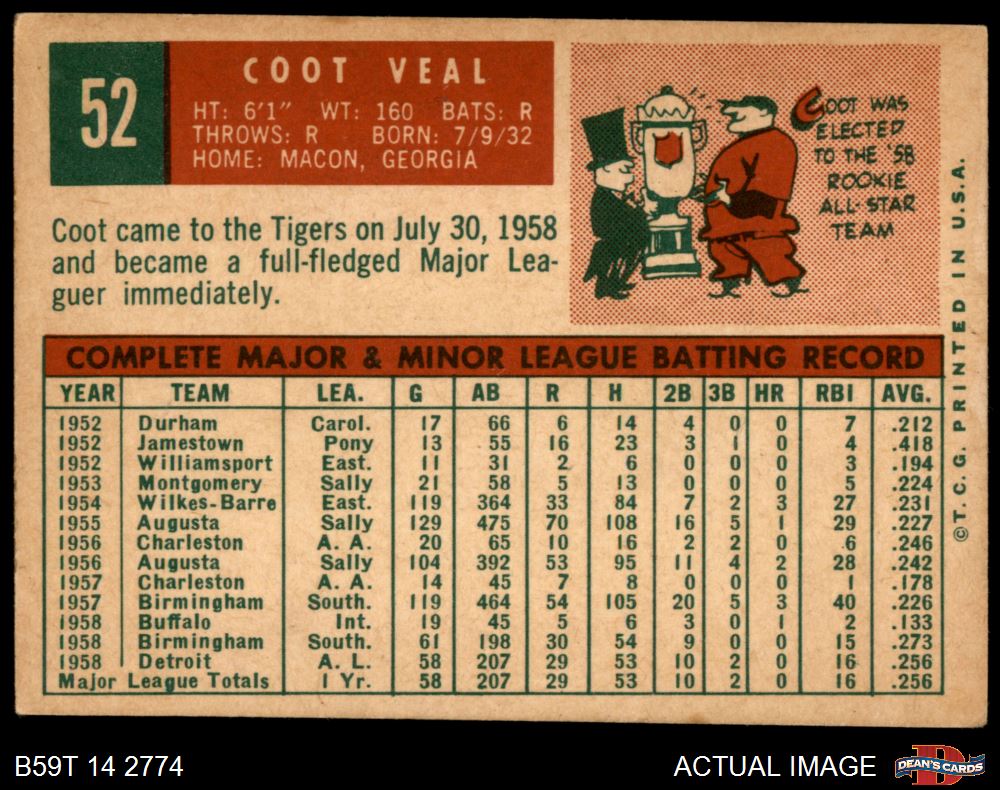 52
COOT VEAL
HT: 6'1" WT: 160 BATS: R
THROWS: R BORN: 7/9/32
HOME: MACON, GEORGIA
COOT WAS
ELECTED
TO THE '58
ROOKIE
ALL-STAR
TEAM
Coot came to the Tigers on July 30, 1958
and became a full-fledged Major Lea-
guer immediately.
COMPLETE MAJOR & MINOR LEAGUE BATTING RECORD
YEAR TEAM LEA. G AB R H 2B 3B HR RBI AVG.
1952 Durham Carol. 17 66 6 14 4 0 0 7 .212
1952 Jamestown Pony 13 55 16 23 3 1 0 4 .418
1952 Williamsport East. 11 31 2 6 0 0 0 3 .194
1953 Montgomery Sally 21 58 5 13 0 0 0 5 .224
1954 Wilkes-Barre East. 119 364 33 84 7 2 3 27 .231
1955 Augusta Sally 129 475 70 108 16 5 1 29 .227
1956 Charleston A. A. 20 65 10 16 2 2 0 .6 .246
1956 Augusta Sally 104 392 53 95 11 4 2 28 .242
1957 Charleston A. A. 14 45 7 8 0 0 0 1 .178
1957 Birmingham South. 119 464 54 105 20 5 3 40 .226
1958 Buffalo Int. 19 45 5 6 3 0 1 2 .133
1958 Birmingham South. 61 198 30 54 9 0 0 15 .273
1958 Detroit A. L. 58 207 29 53 10 2 0 16 .256
Major League Totals 1 Yr. 58 207 29 53 10 2 0 16 .256
©T. C. G. PRINTED IN U.S.A.
B59T 14 2774
ACTUAL IMAGE
D
DEAN'S CARDS